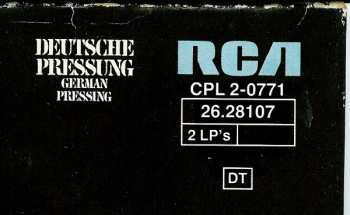 DEUTSCHE
PRESSUNG
GERMAN
PRESSING
RCA
CPL 2-0771
26.28107
2 LP's
DT